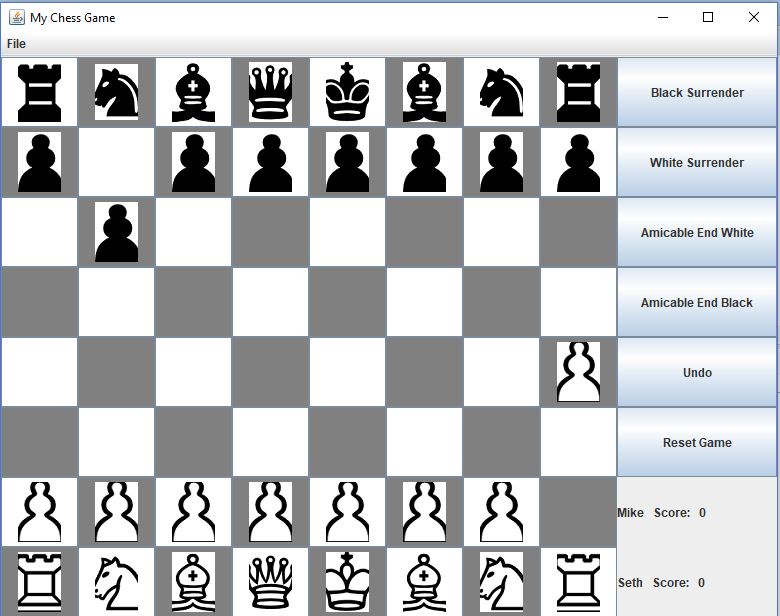 My Chess Game
File
Black Surrender
White Surrender
Amicable End White
Amicable End Black
Undo
Reset Game
Mike Score: 0
Seth Score: 0